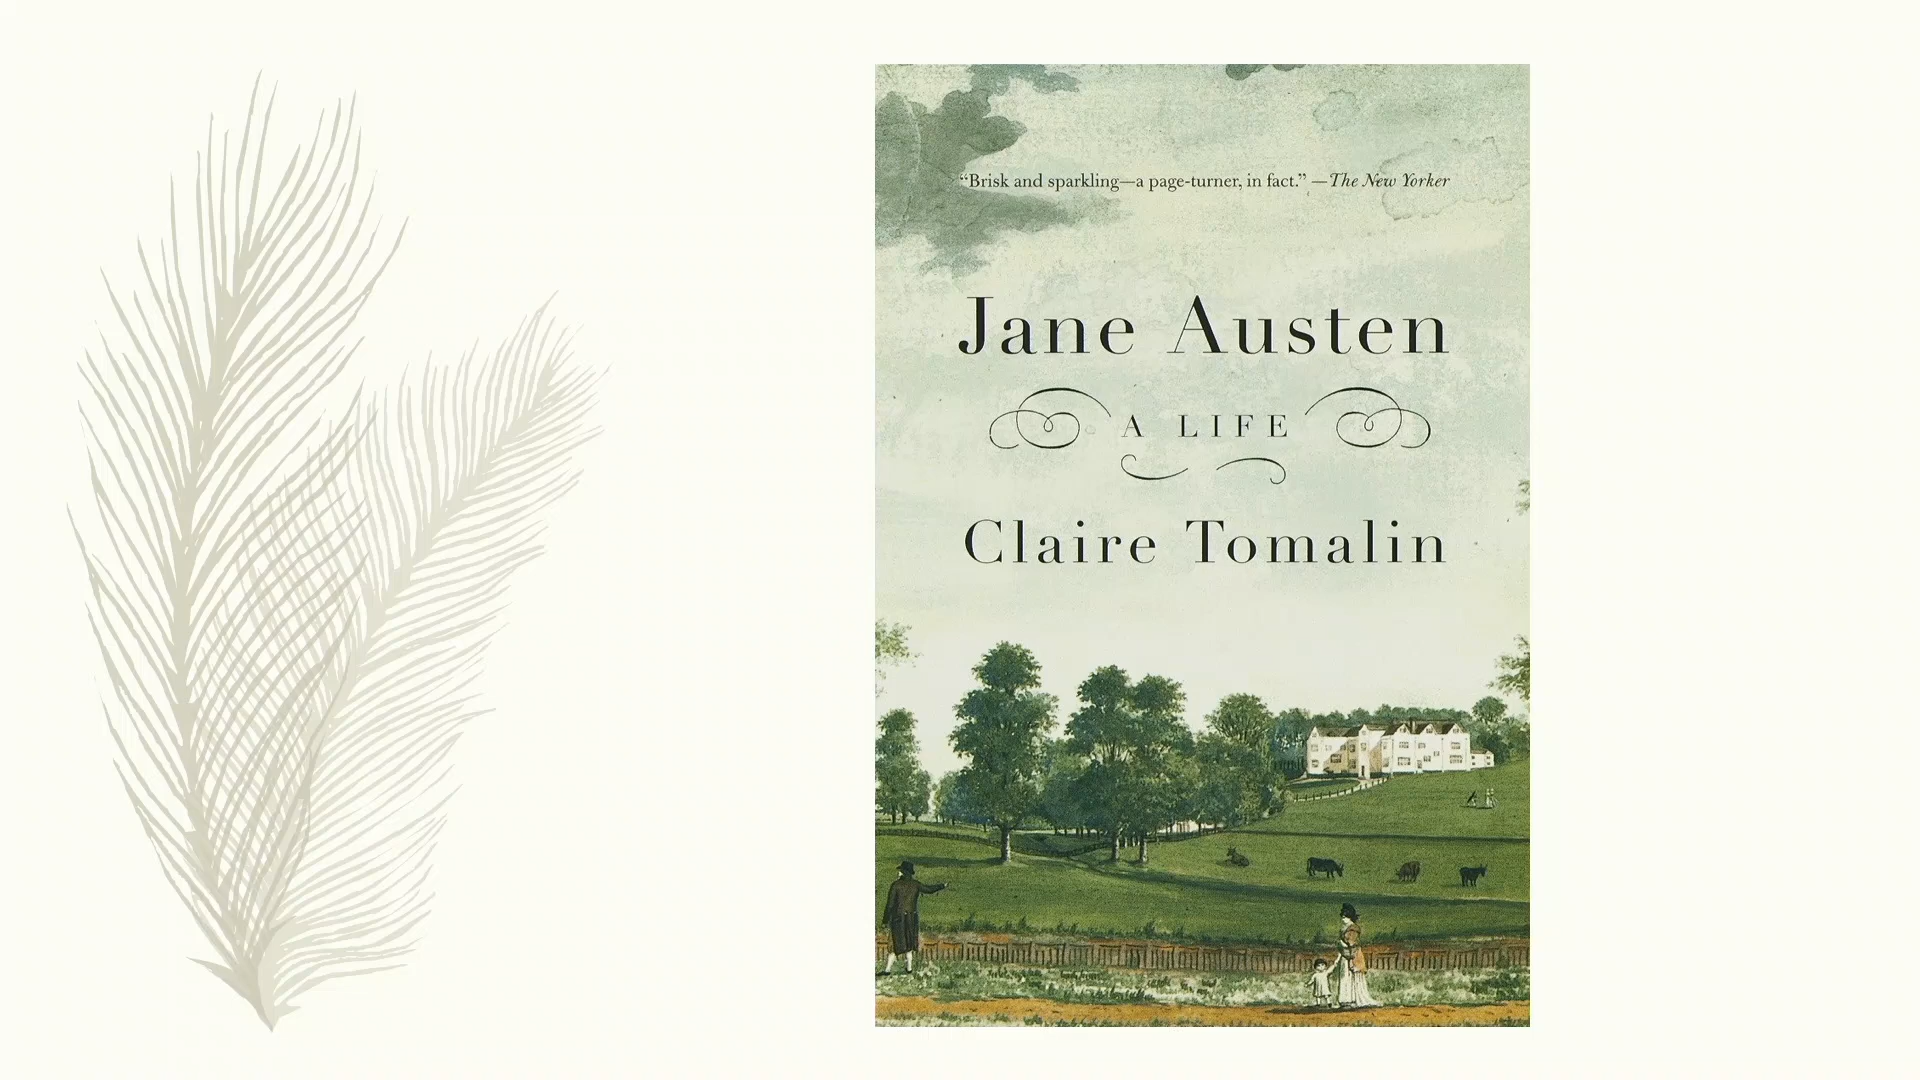 “Brisk and sparkling—a page-turner, in fact.” —The New Yorker
Jane Austen
A LIFE
Claire Tomalin